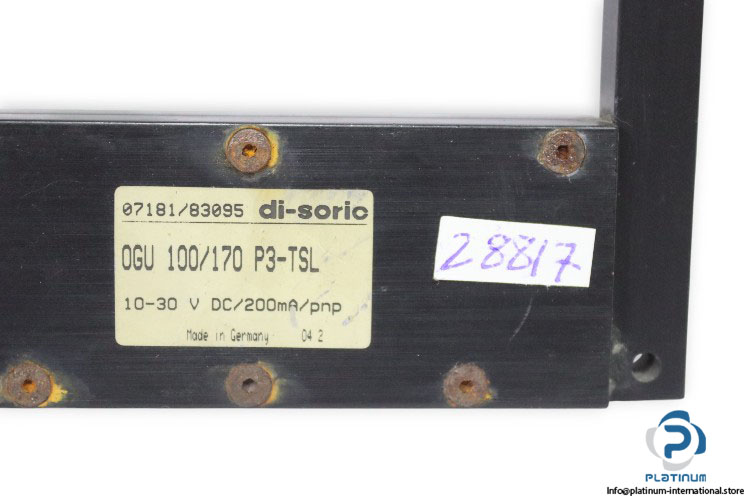 07181/83095 di-soric
OGU 100/170 P3-TSL
10-30 V DC/200mA/pnp
Made in Germany 04 2
28817
PLATINUM
Info@platinum-international.store